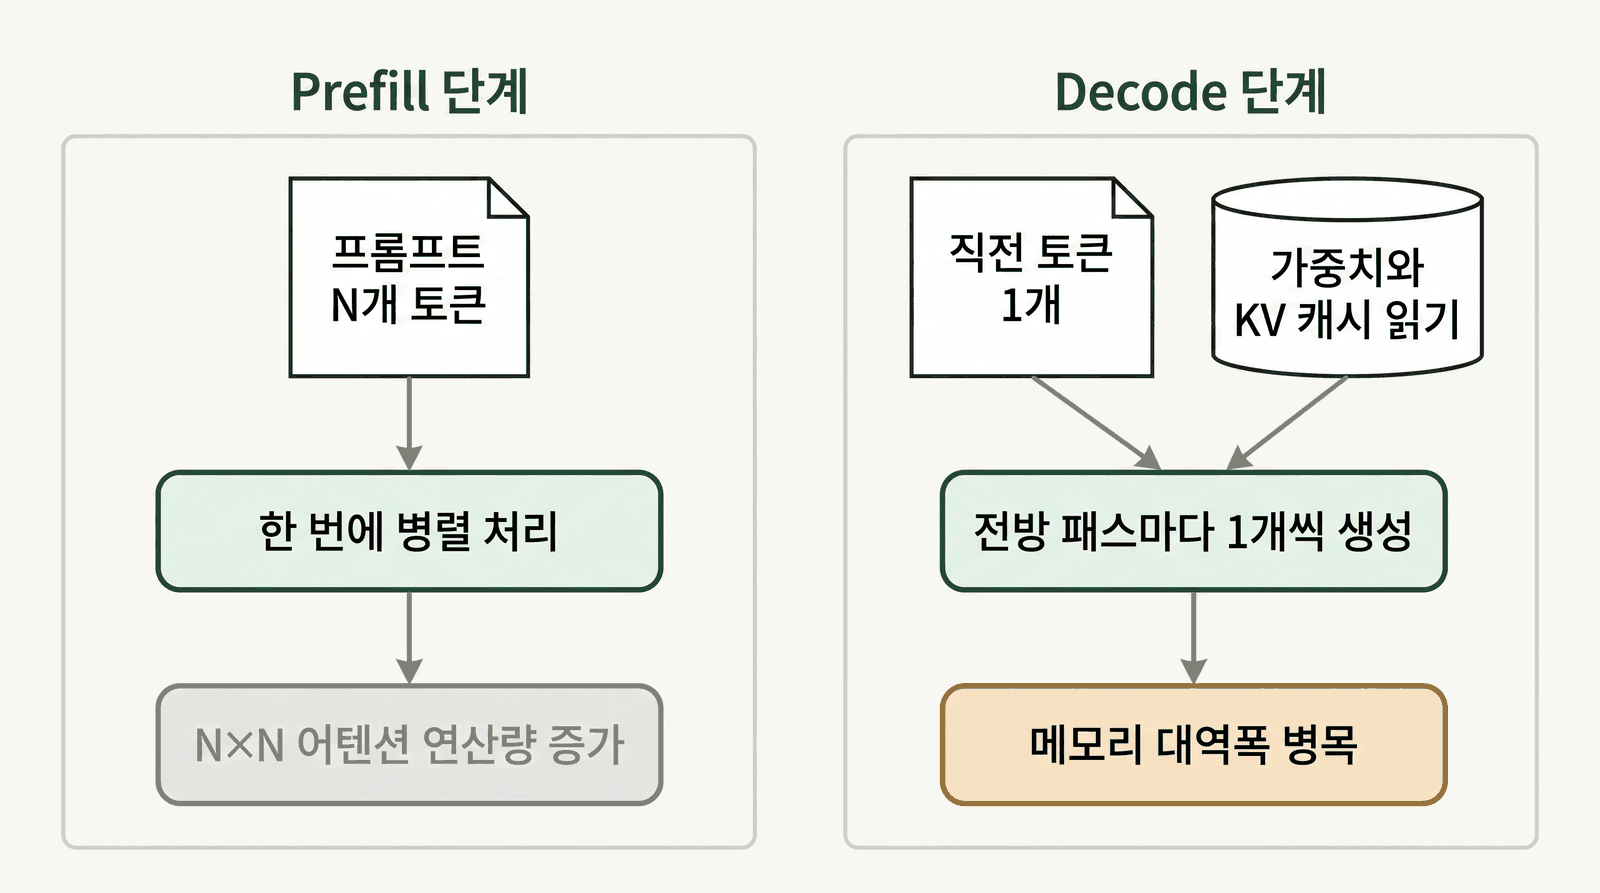 Prefill 단계
프롬프트
N개 토큰
한 번에 병렬 처리
N×N 어텐션 연산량 증가
Decode 단계
직전 토큰
1개
가중치와
KV 캐시 읽기
전방 패스마다 1개씩 생성
메모리 대역폭 병목